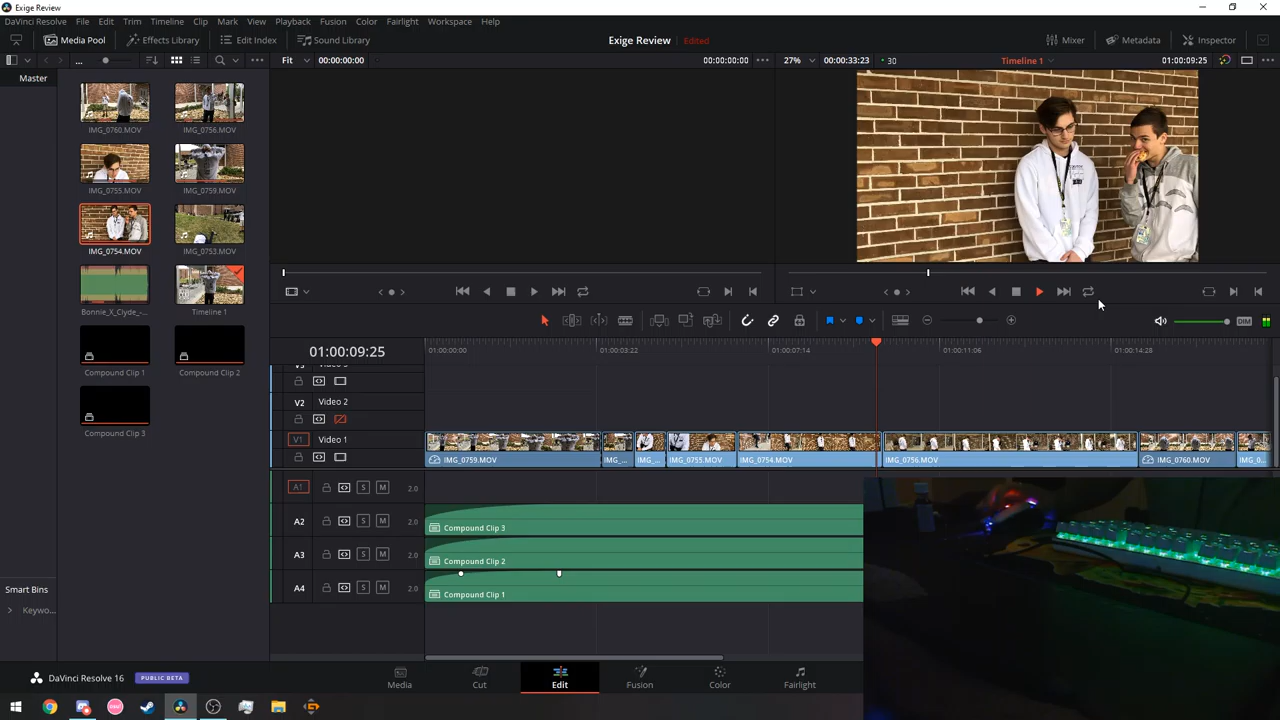 Exige Review
DaVinci Resolve File Edit Trim Timeline Clip Mark View Playback Fusion Color Fairlight Workspace Help
Media Pool Effects Library Edit Index Sound Library Exige Review Edited Mixer Metadata Inspector
... Fit 00:00:00:00 00:00:00:00 27% 00:00:33:23 30 Timeline 1 01:00:09:25
Master
IMG_0760.MOV IMG_0756.MOV
IMG_0755.MOV IMG_0759.MOV
IMG_0754.MOV IMG_0753.MOV
Bonnie_X_Clyde_-... Timeline 1
Compound Clip 1 Compound Clip 2
Compound Clip 3
DIM
01:00:09:25 01:00:00:00 01:00:03:22 01:00:07:14 01:00:11:06 01:00:14:28
V2 Video 2
V1 Video 1
IMG_0759.MOV IMG_... IMG_... IMG_0755.MOV IMG_0754.MOV IMG_0756.MOV IMG_0760.MOV IMG_0...
A1 S M 2.0
A2 S M 2.0 Compound Clip 3
A3 S M 2.0 Compound Clip 2
A4 S M 2.0 Compound Clip 1
Smart Bins
Keywo...
DaVinci Resolve 16 PUBLIC BETA
Media Cut Edit Fusion Color Fairlight